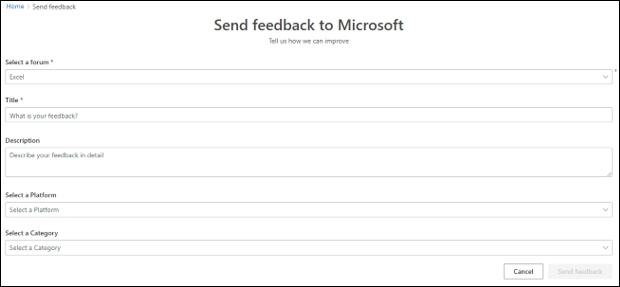 Home > Send feedback
Send feedback to Microsoft
Tell us how we can improve
Select a forum *
Excel
*
Title *
What is your feedback?
Description
Describe your feedback in detail
Select a Platform
Select a Platform
Select a Category
Select a Category
Cancel Send feedback